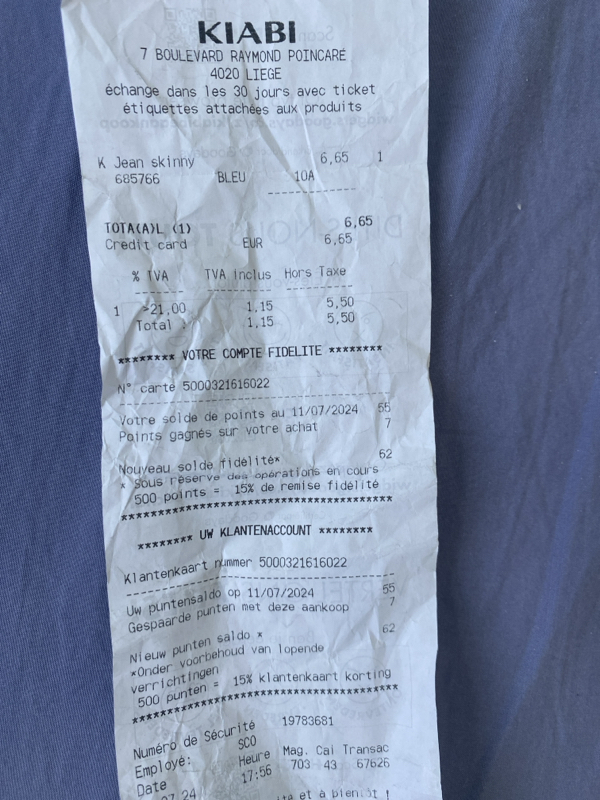 KIABI
7 BOULEVARD RAYMOND POINCARE
4020 LIEGE
échange dans les 30 jours avec ticket
étiquettes attachées aux produits
K Jean skinny 6,65 1
685766 BLEU 10A
TOTA(A)L (1) 6,65
Credit card EUR 6,65
% TVA TVA Inclus Hors Taxe
1 >21,00 1,15 5,50
Total 1,15 5,50
******** VOTRE COMPTE FIDELITE ********
N° carte 5000321616022
Votre solde de points au 11/07/2024 55
Points gagnés sur votre achat 7
Nouveau solde fidélité* 62
* Sous réserve des opérations en cours
500 points = 15% de remise fidélité
******** UW KLANTENACCOUNT ********
Klantenkaart nummer 5000321616022
Uw puntensaldo op 11/07/2024 55
Gespaarde punten met deze aankoop 7
Nieuw punten saldo * 62
*Onder voorbehoud van lopende
verrichtingen
500 punten = 15% klantenkaart korting
Numéro de Sécurité 19783681
Employé: SCO
Date Heure Mag. Cai Transac
07.24 17:56 703 43 67626
et à bientôt !